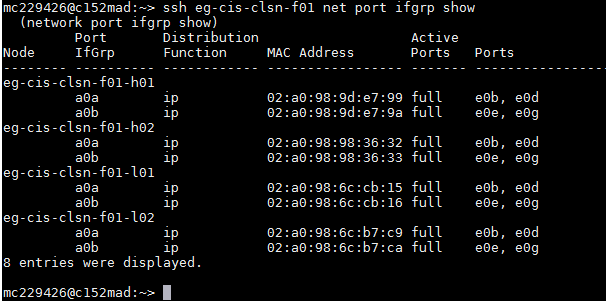 mc229426@c152mad:~> ssh eg-cis-clsn-f01 net port ifgrp show
  (network port ifgrp show)
         Port       Distribution                   Active
Node     IfGrp      Function     MAC Address       Ports   Ports
-------- ---------- ------------ ----------------- ------- -----------------
eg-cis-clsn-f01-h01
         a0a        ip           02:a0:98:9d:e7:99 full    e0b, e0d
         a0b        ip           02:a0:98:9d:e7:9a full    e0e, e0g
eg-cis-clsn-f01-h02
         a0a        ip           02:a0:98:98:36:32 full    e0b, e0d
         a0b        ip           02:a0:98:98:36:33 full    e0e, e0g
eg-cis-clsn-f01-l01
         a0a        ip           02:a0:98:6c:cb:15 full    e0b, e0d
         a0b        ip           02:a0:98:6c:cb:16 full    e0e, e0g
eg-cis-clsn-f01-l02
         a0a        ip           02:a0:98:6c:b7:c9 full    e0b, e0d
         a0b        ip           02:a0:98:6c:b7:ca full    e0e, e0g
8 entries were displayed.
mc229426@c152mad:~>